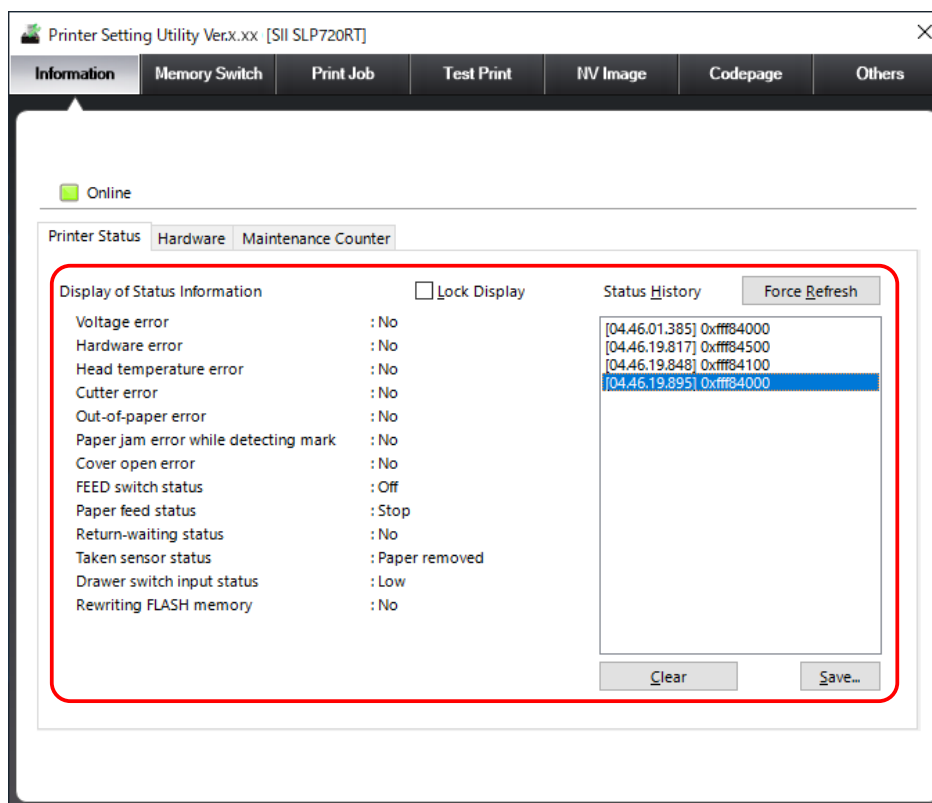 Printer Setting Utility Ver.x.xx [SII SLP720RT]
Information Memory Switch Print Job Test Print NV Image Codepage Others
Online
Printer Status Hardware Maintenance Counter
Display of Status Information Lock Display Status History Force Refresh
Voltage error : No
Hardware error : No
Head temperature error : No
Cutter error : No
Out-of-paper error : No
Paper jam error while detecting mark : No
Cover open error : No
FEED switch status : Off
Paper feed status : Stop
Return-waiting status : No
Taken sensor status : Paper removed
Drawer switch input status : Low
Rewriting FLASH memory : No
[04.46.01.385] 0xfff84000
[04.46.19.817] 0xfff84500
[04.46.19.848] 0xfff84100
[04.46.19.895] 0xfff84000
Clear Save...